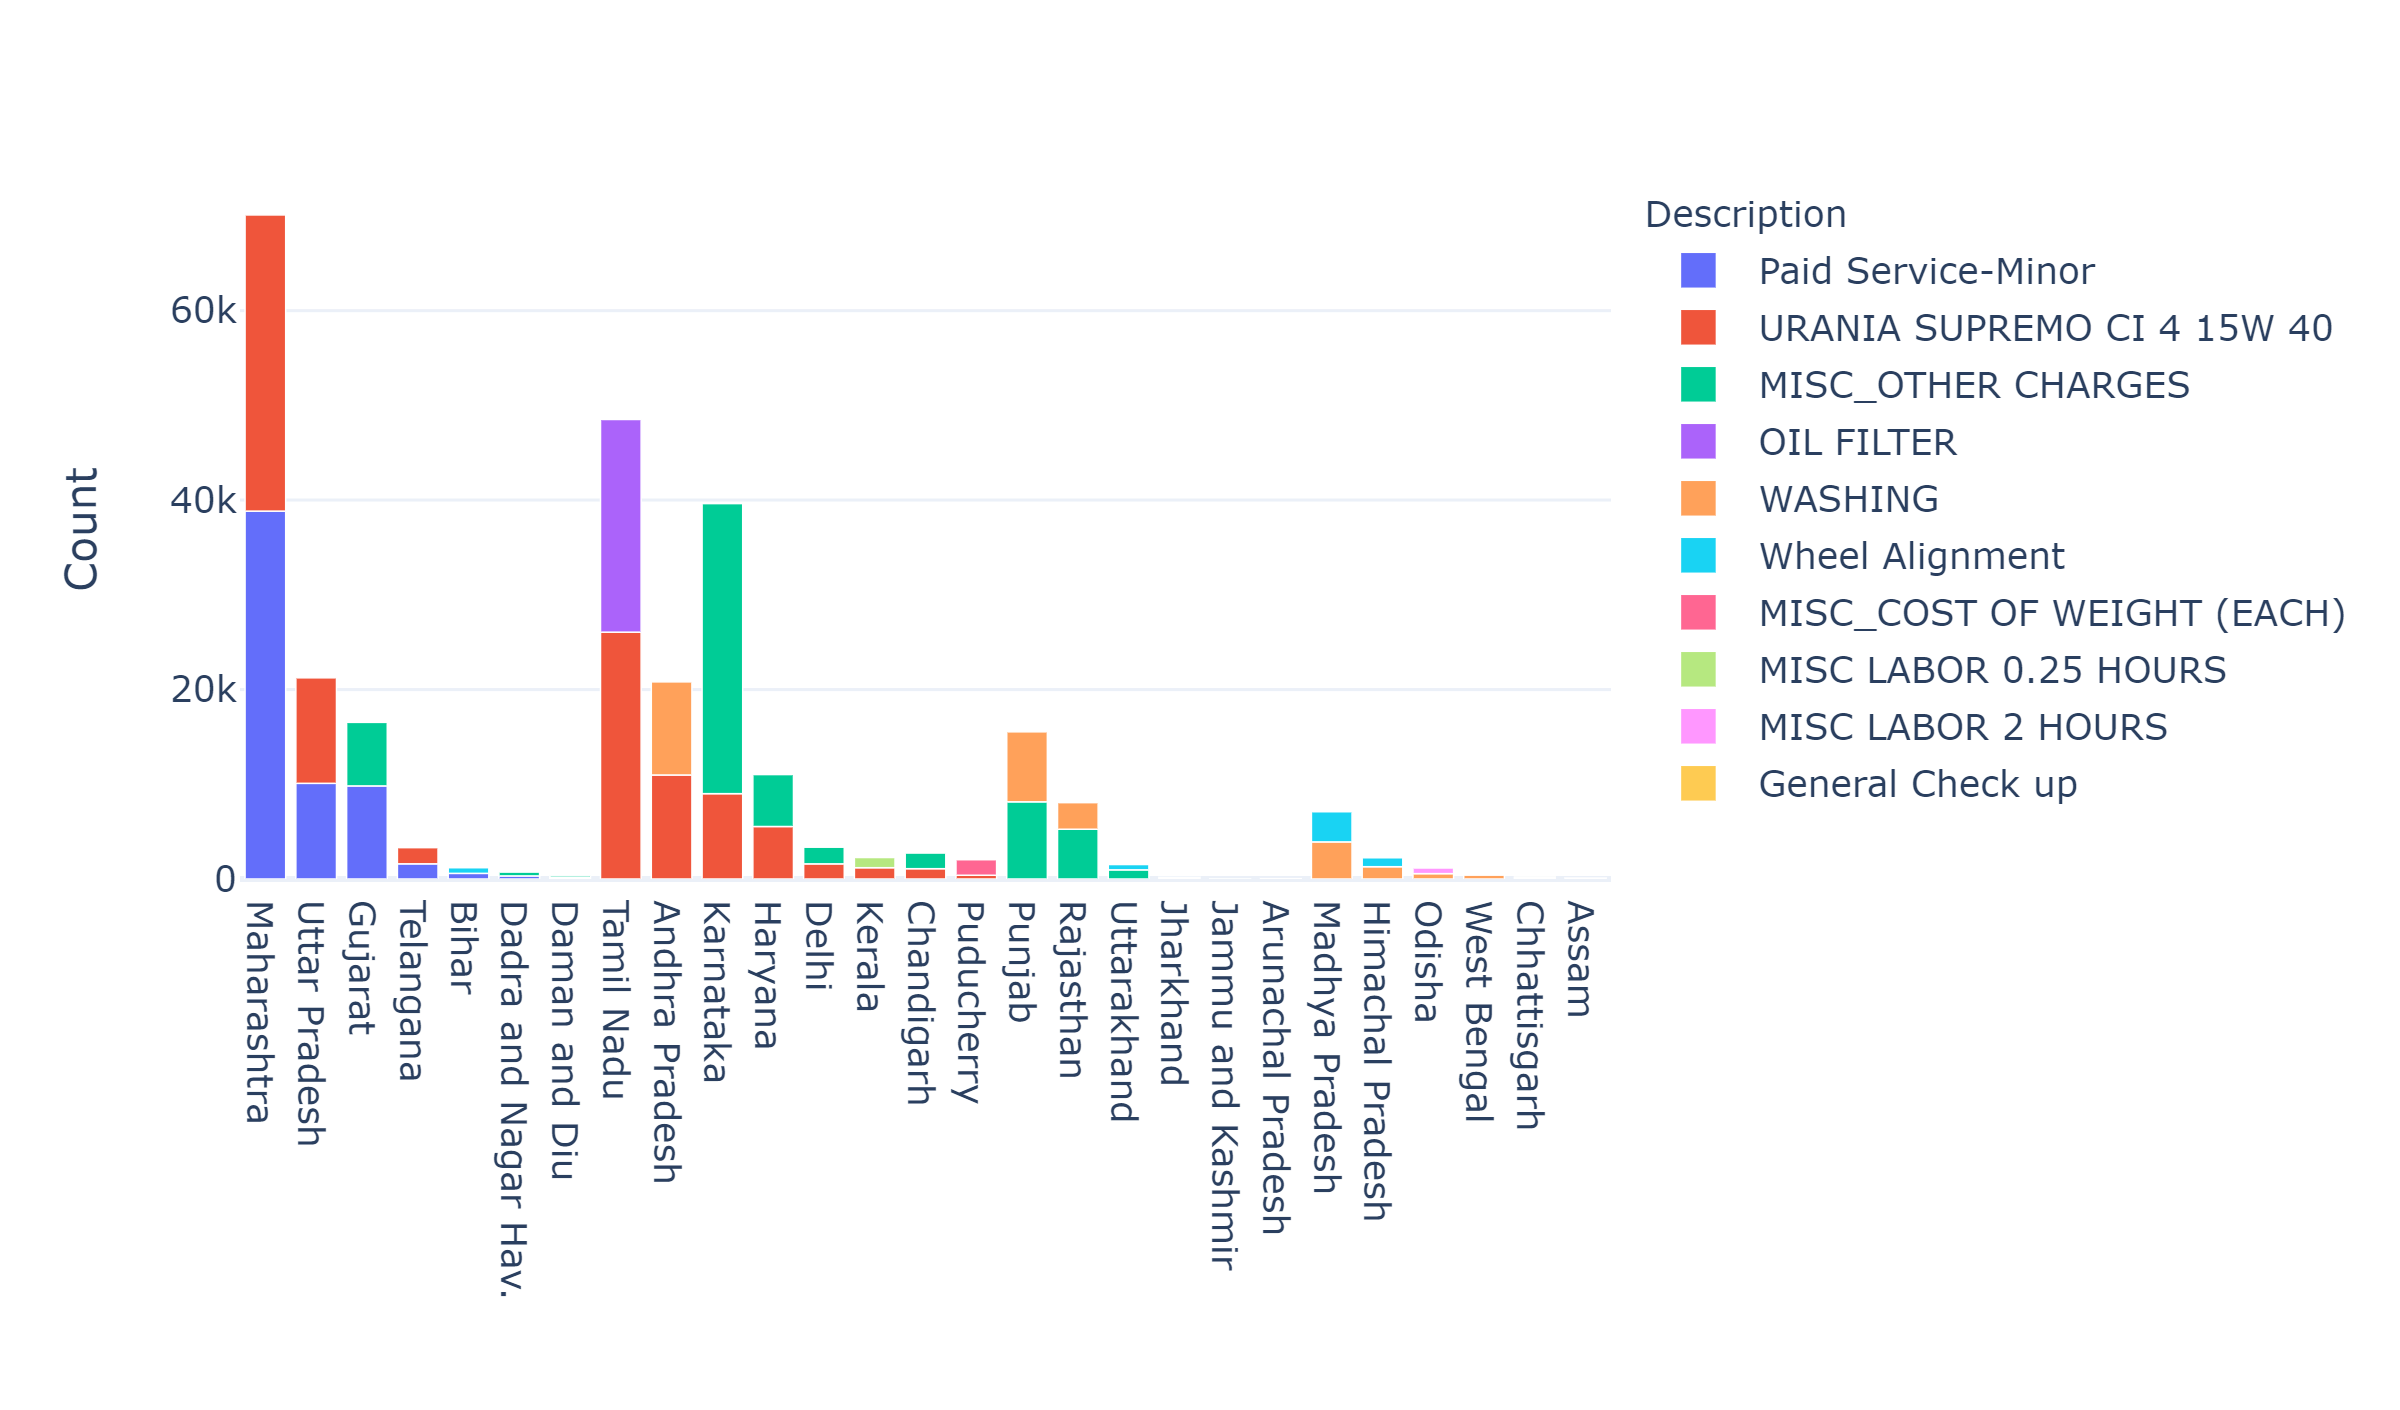 Description
Paid Service-Minor
URANIA SUPREMO CI 4 15W 40
MISC_OTHER CHARGES
OIL FILTER
WASHING
Wheel Alignment
MISC_COST OF WEIGHT (EACH)
MISC LABOR 0.25 HOURS
MISC LABOR 2 HOURS
General Check up
Count
60k
40k
20k
0
Maharashtra
Uttar Pradesh
Gujarat
Telangana
Bihar
Dadra and Nagar Hav.
Daman and Diu
Tamil Nadu
Andhra Pradesh
Karnataka
Haryana
Delhi
Kerala
Chandigarh
Puducherry
Punjab
Rajasthan
Uttarakhand
Jharkhand
Jammu and Kashmir
Arunachal Pradesh
Madhya Pradesh
Himachal Pradesh
Odisha
West Bengal
Chhattisgarh
Assam